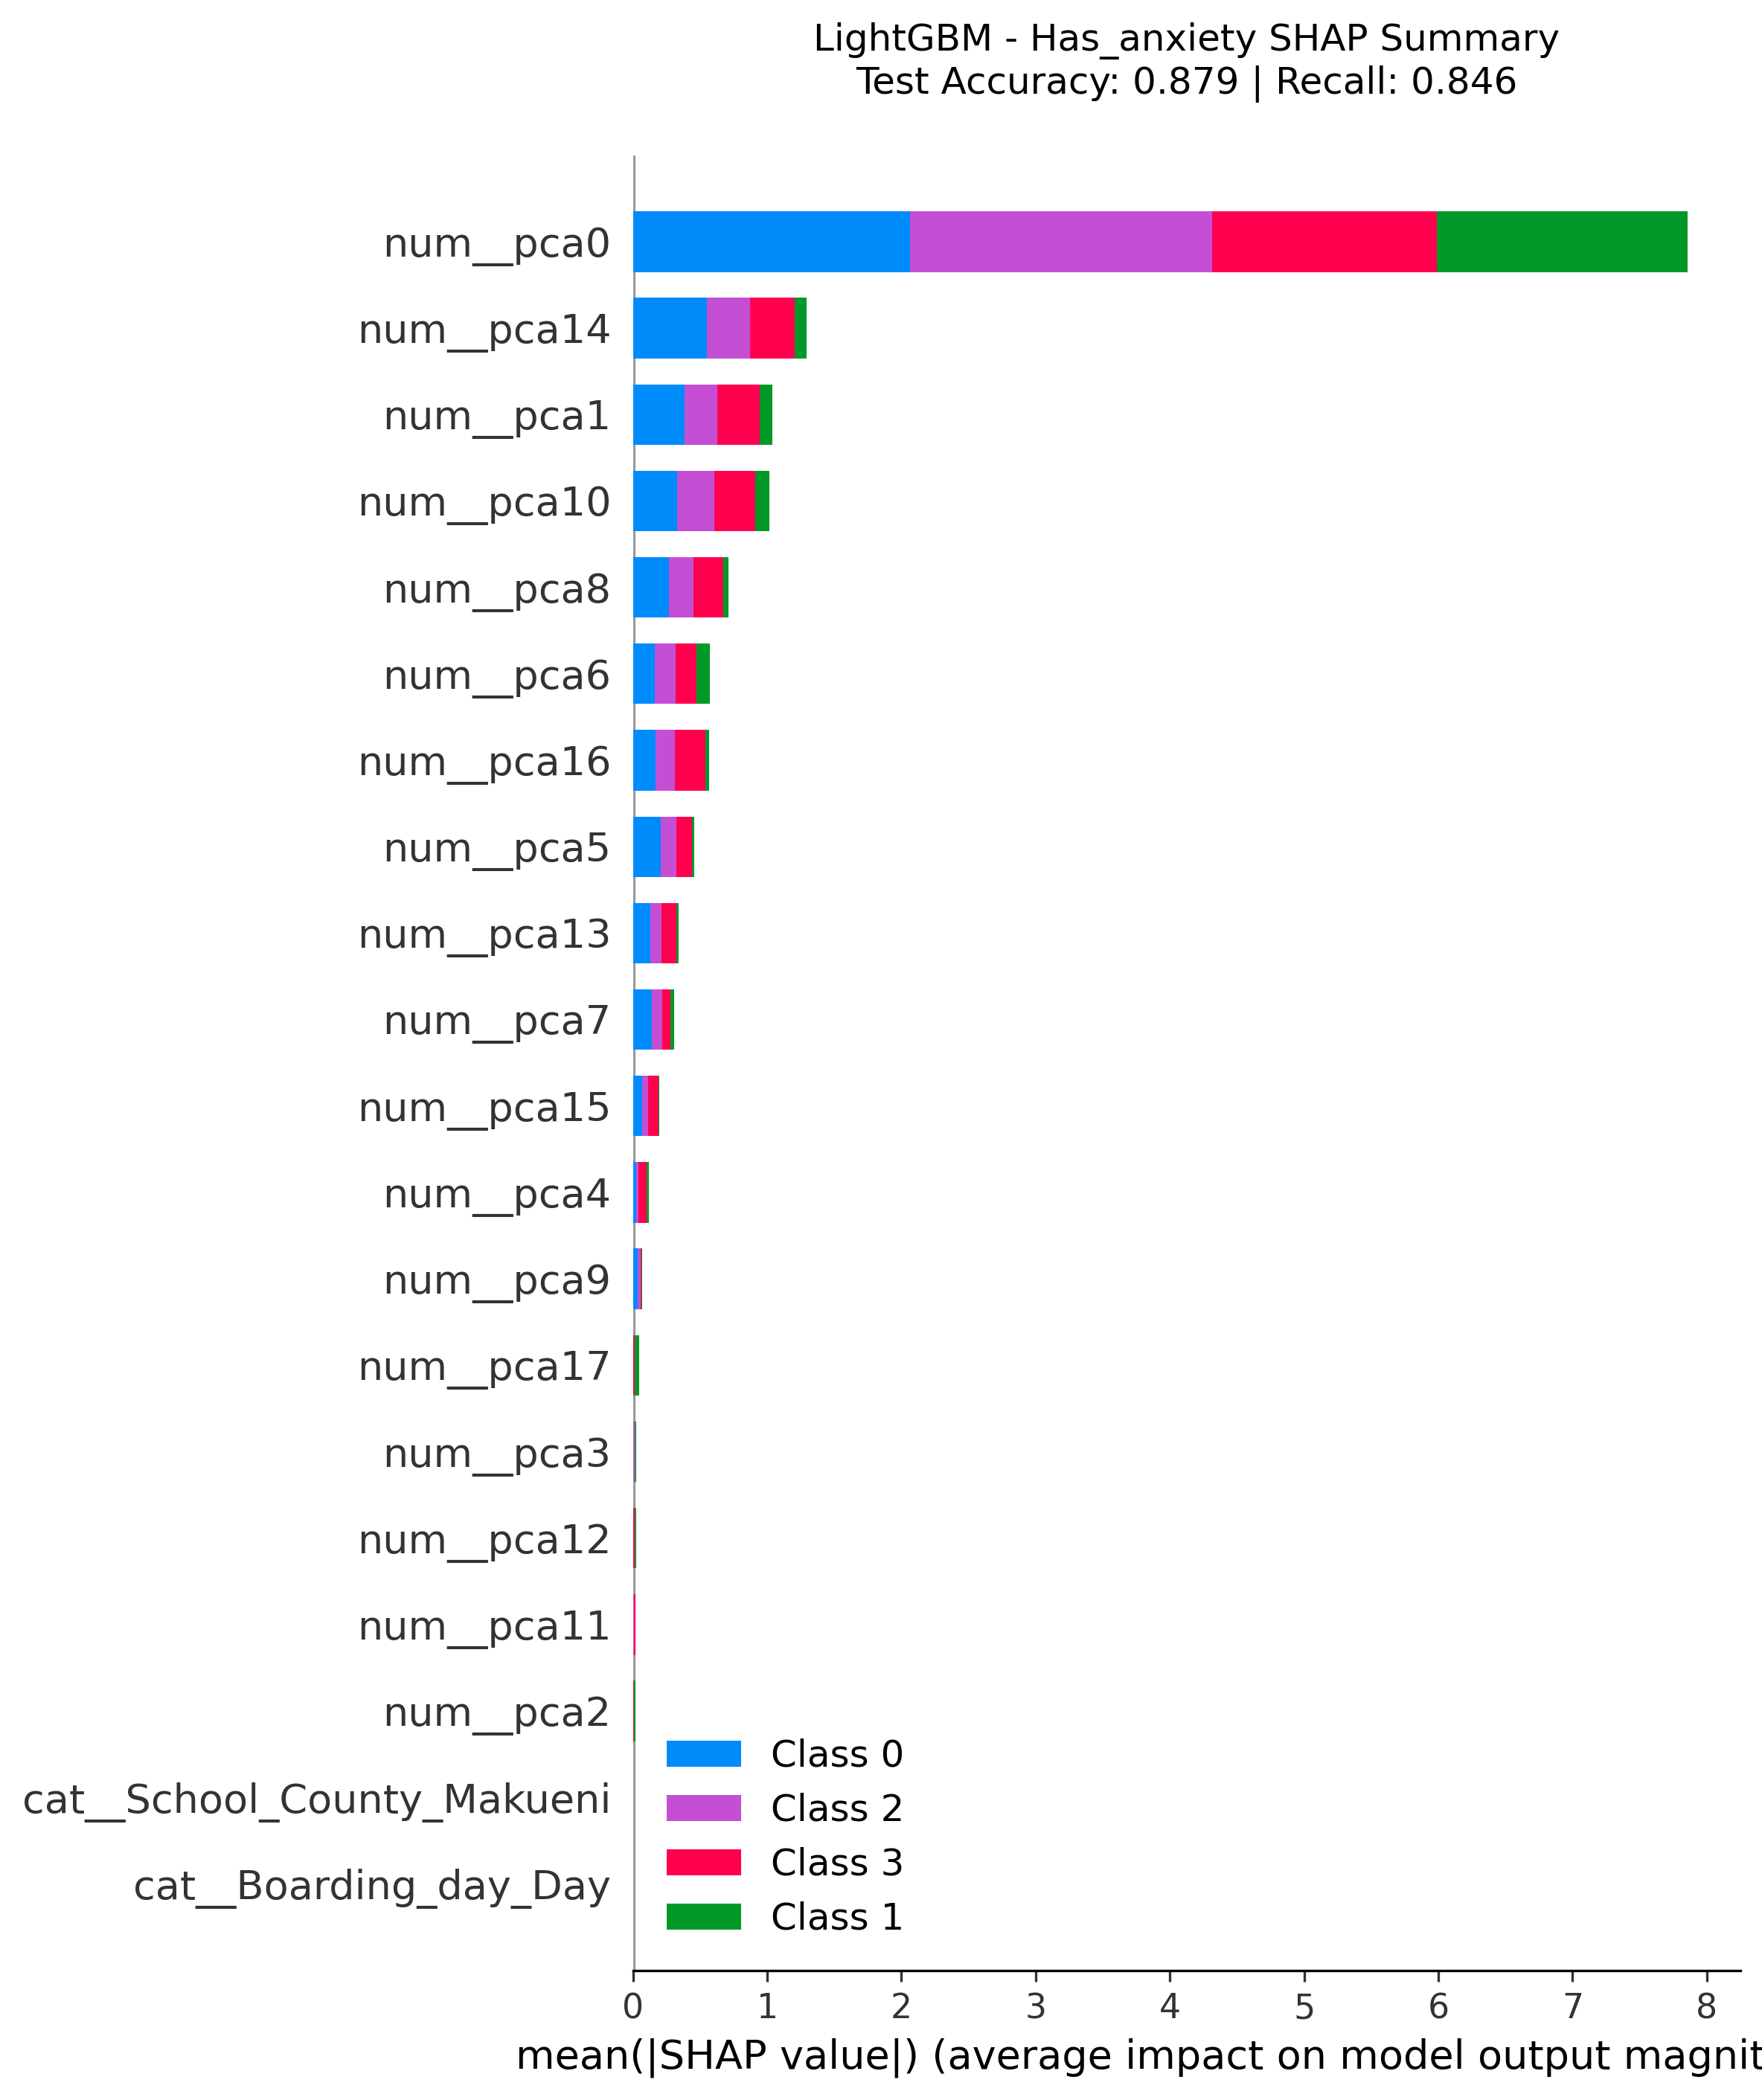 LightGBM - Has_anxiety SHAP Summary
Test Accuracy: 0.879 | Recall: 0.846
num__pca0
num__pca14
num__pca1
num__pca10
num__pca8
num__pca6
num__pca16
num__pca5
num__pca13
num__pca7
num__pca15
num__pca4
num__pca9
num__pca17
num__pca3
num__pca12
num__pca11
num__pca2
cat__School_County_Makueni
cat__Boarding_day_Day
Class 0
Class 2
Class 3
Class 1
0 1 2 3 4 5 6 7 8
mean(|SHAP value|) (average impact on model output magnit